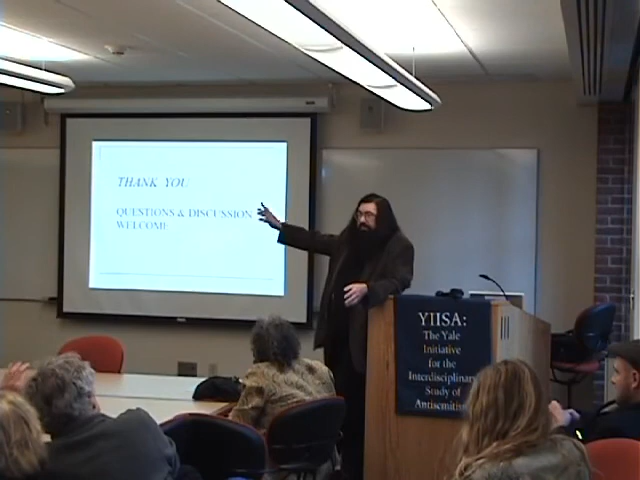 THANK YOU
QUESTIONS & DISCUSSION
WELCOME
YIISA:
The Yale
Initiative
for the
Interdisciplinary
Study of
Antisemitism